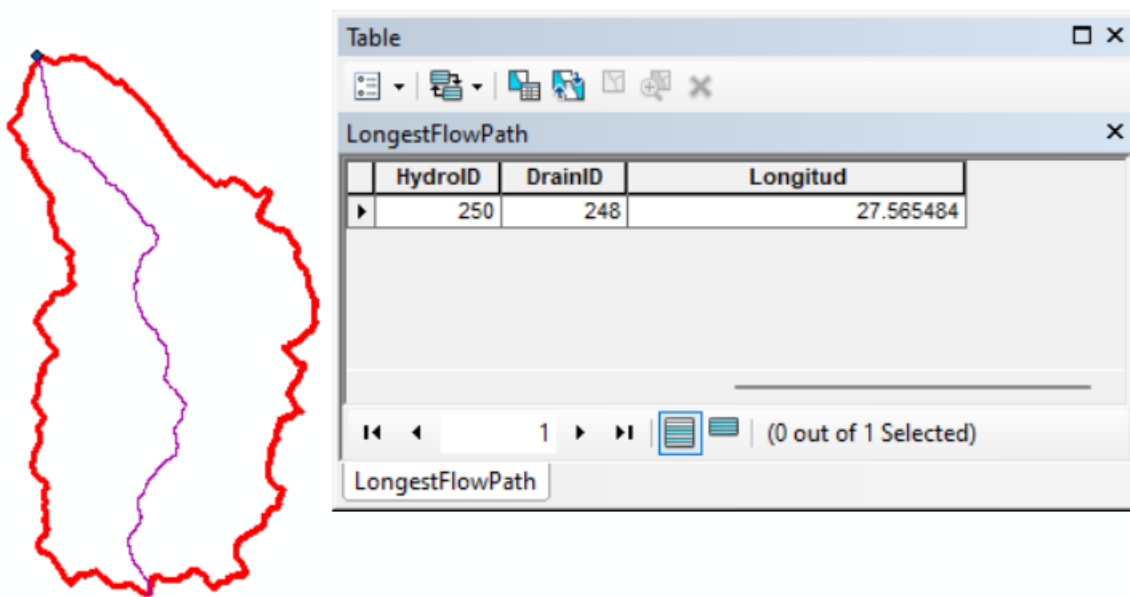 Table
LongestFlowPath
HydroID DrainID Longitud
250 248 27.565484
1 (0 out of 1 Selected)
LongestFlowPath